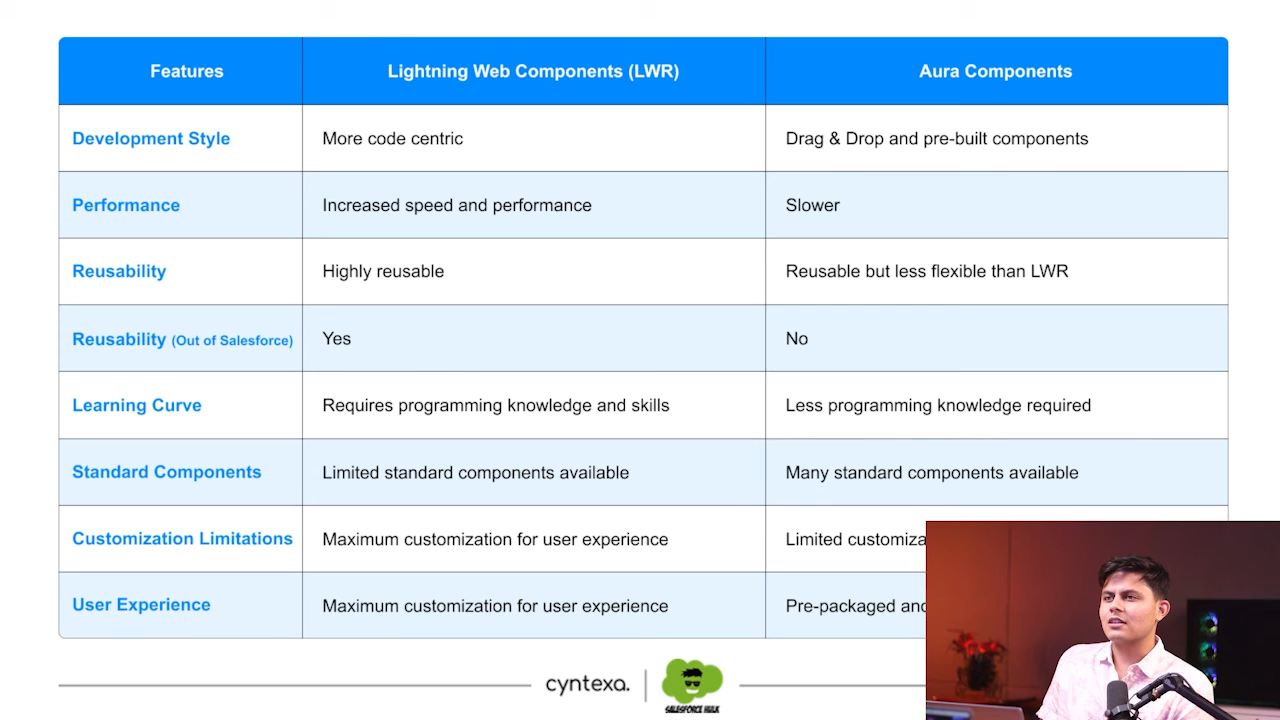 Features Lightning Web Components (LWR) Aura Components
Development Style More code centric Drag & Drop and pre-built components
Performance Increased speed and performance Slower
Reusability Highly reusable Reusable but less flexible than LWR
Reusability (Out of Salesforce) Yes No
Learning Curve Requires programming knowledge and skills Less programming knowledge required
Standard Components Limited standard components available Many standard components available
Customization Limitations Maximum customization for user experience Limited customiza
User Experience Maximum customization for user experience Pre-packaged and
cyntexa.
SALESFORCE HULK